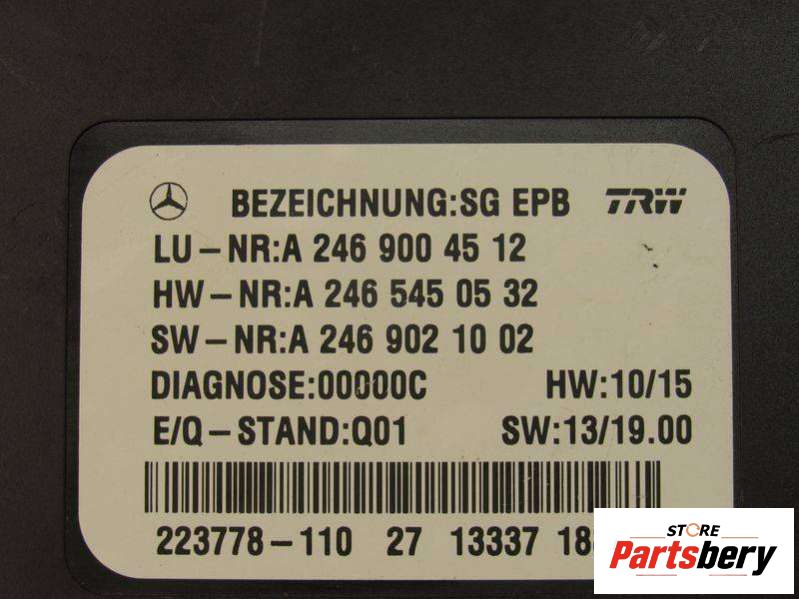 BEZEICHNUNG:SG EPB TRW
LU-NR:A 246 900 45 12
HW-NR:A 246 545 05 32
SW-NR:A 246 902 10 02
DIAGNOSE:00000C HW:10/15
E/Q-STAND:Q01 SW:13/19.00
223778-110 27 13337
STORE
Partsbery